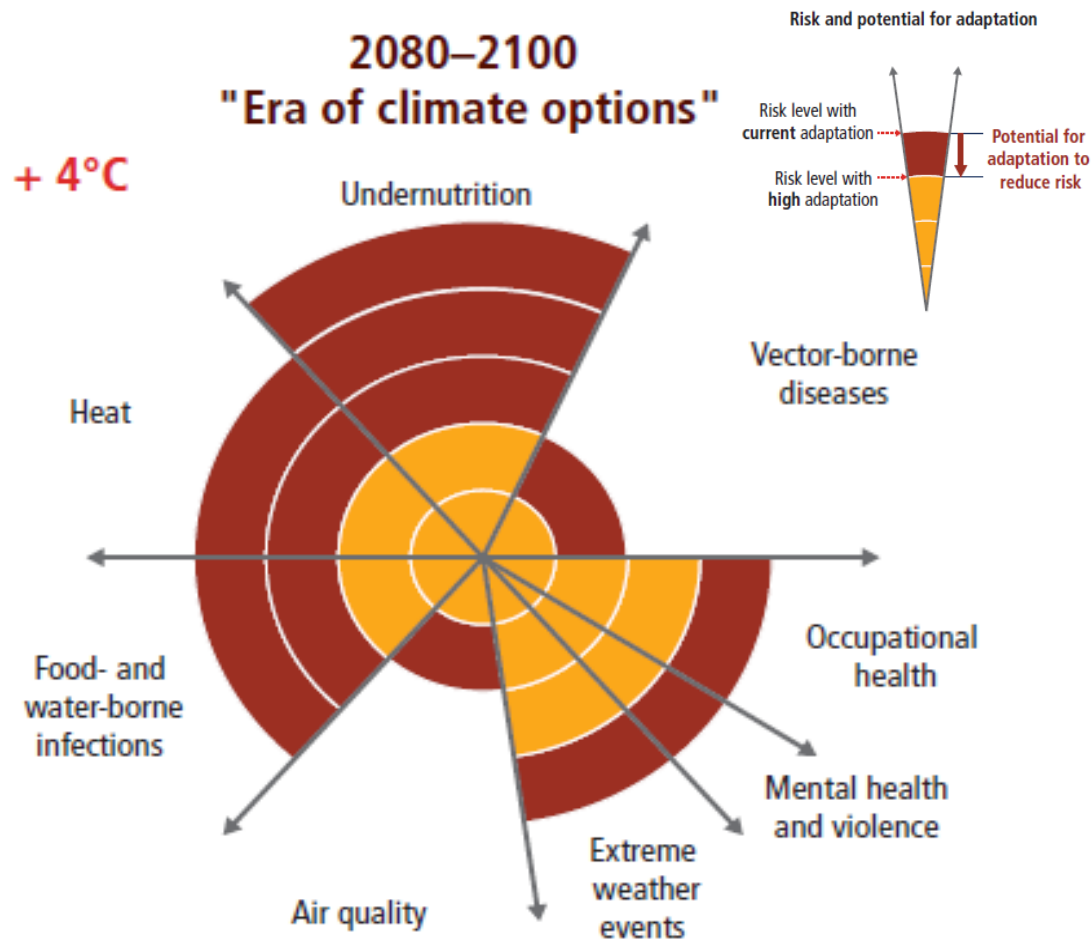 2080–2100
"Era of climate options"
+ 4°C
Risk and potential for adaptation
Risk level with
current adaptation
Risk level with
high adaptation
Potential for
adaptation to
reduce risk
Undernutrition
Vector-borne
diseases
Heat
Occupational
health
Food- and
water-borne
infections
Mental health
and violence
Extreme
weather
events
Air quality